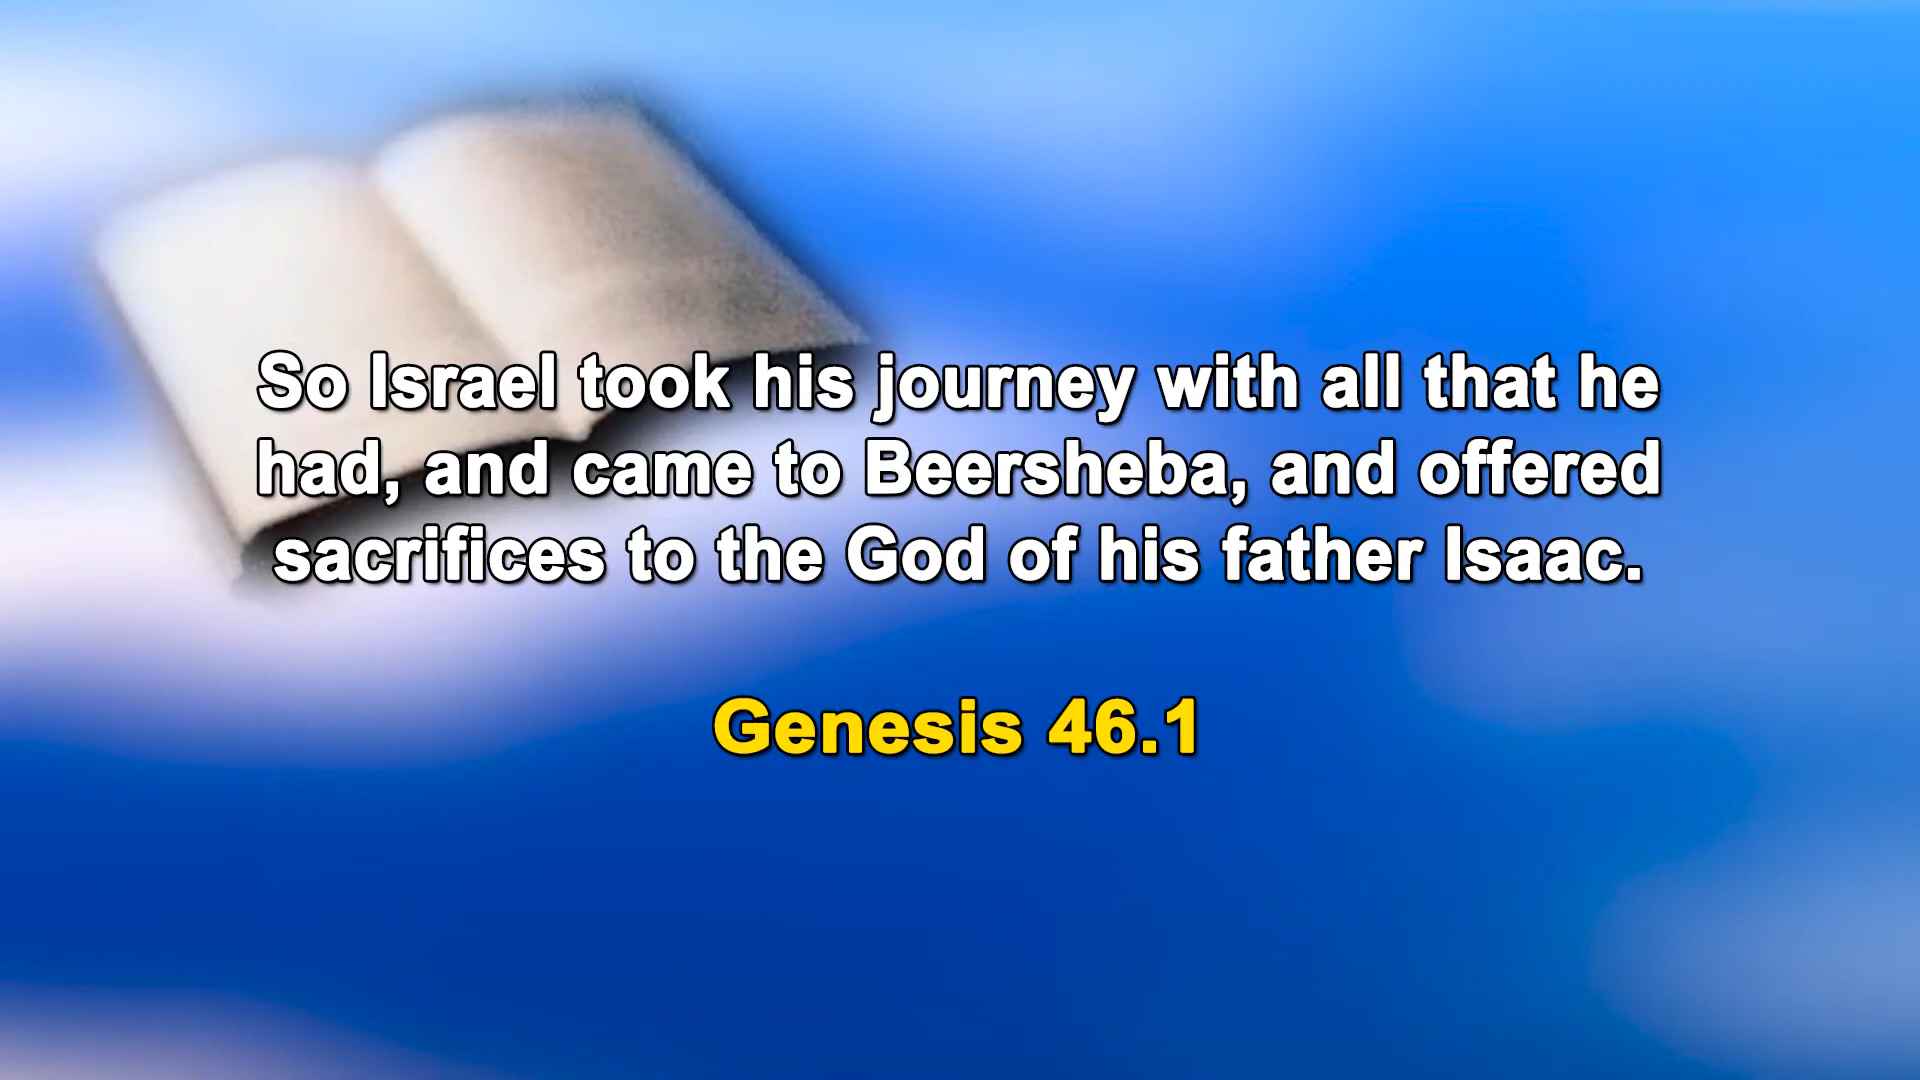 So Israel took his journey with all that he
had, and came to Beersheba, and offered
sacrifices to the God of his father Isaac.
Genesis 46.1